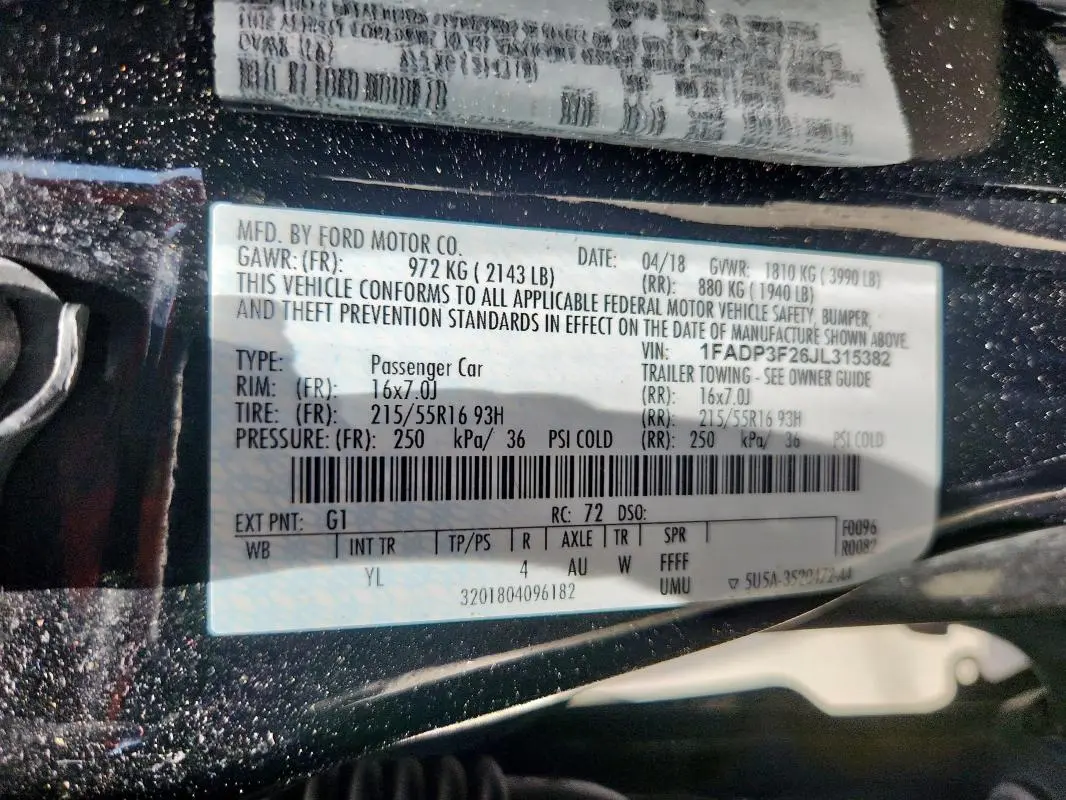 MFD. BY FORD MOTOR CO.
DATE: 04/18 GVWR: 1810 KG ( 3990 LB)
GAWR: (FR): 972 KG ( 2143 LB) (RR): 880 KG ( 1940 LB)
THIS VEHICLE CONFORMS TO ALL APPLICABLE FEDERAL MOTOR VEHICLE SAFETY, BUMPER,
AND THEFT PREVENTION STANDARDS IN EFFECT ON THE DATE OF MANUFACTURE SHOWN ABOVE.
VIN: 1FADP3F26JL315382
TYPE: Passenger Car TRAILER TOWING - SEE OWNER GUIDE
RIM: (FR): 16x7.0J (RR): 16x7.0J
TIRE: (FR): 215/55R16 93H (RR): 215/55R16 93H
PRESSURE: (FR): 250 kPa/ 36 PSI COLD (RR): 250 kPa/ 36 PSI COLD
EXT PNT: G1 RC: 72 DSO: F0096
R0082
WB INT TR TP/PS R AXLE TR SPR
YL 4 AU W FFFF
3201804096182 UMU